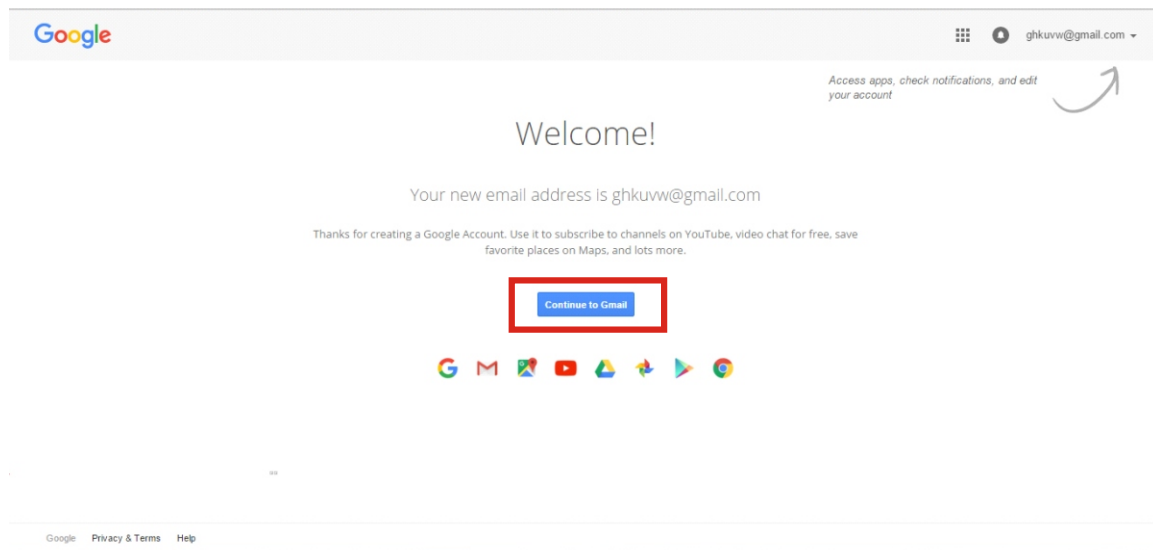 Google
ghkuvw@gmail.com
Access apps, check notifications, and edit
your account
Welcome!
Your new email address is ghkuvw@gmail.com
Thanks for creating a Google Account. Use it to subscribe to channels on YouTube, video chat for free, save
favorite places on Maps, and lots more.
Continue to Gmail
Google Privacy & Terms Help